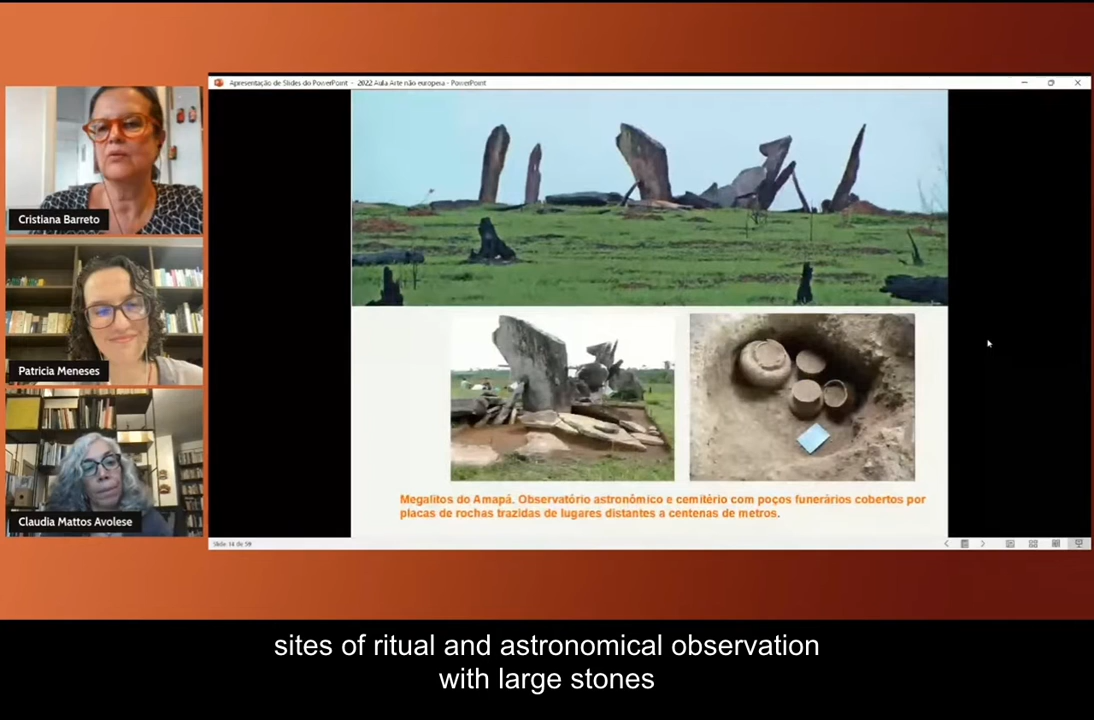 Apresentação de Slides do PowerPoint - 2022 Aula Arte não europeia - PowerPoint
Cristiana Barreto
Patricia Meneses
Claudia Mattos Avolese
Megalitos do Amapá. Observatório astronômico e cemitério com poços funerários cobertos por
placas de rochas trazidas de lugares distantes a centenas de metros.
Slide 14 de 59
sites of ritual and astronomical observation
with large stones